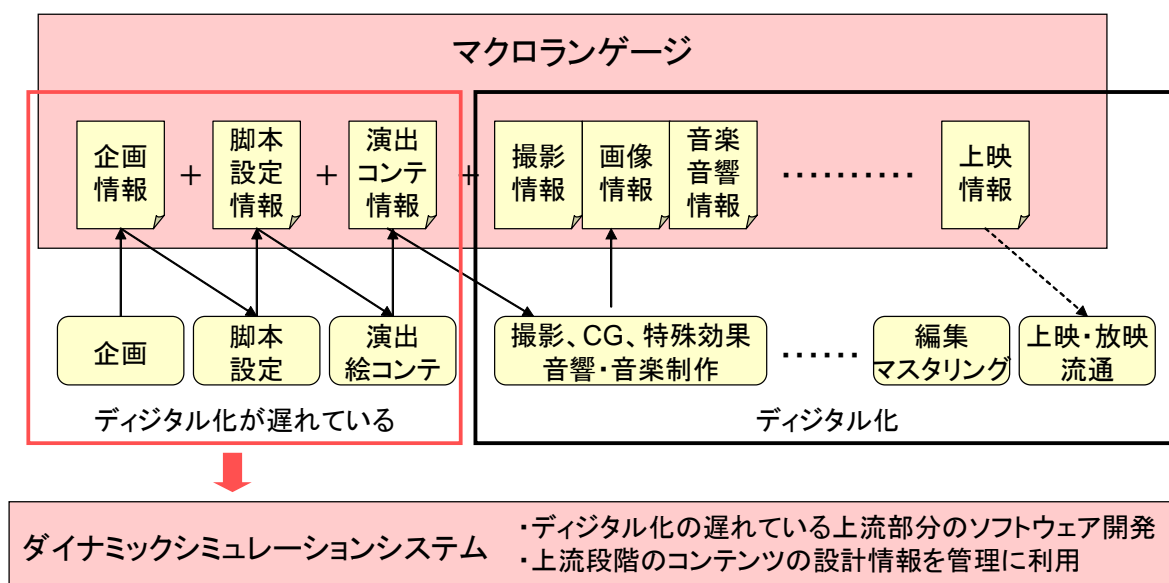 マクロランゲージ
企画
情報
+
脚本
設定
情報
+
演出
コンテ
情報
+
撮影
情報
画像
情報
音楽
音響
情報
‥‥‥‥‥
上映
情報
企画
脚本
設定
演出
絵コンテ
撮影、CG、特殊効果
音響・音楽制作
‥‥‥
編集
マスタリング
上映・放映
流通
ディジタル化が遅れている
ディジタル化
ダイナミックシミュレーションシステム
・ディジタル化の遅れている上流部分のソフトウェア開発
・上流段階のコンテンツの設計情報を管理に利用